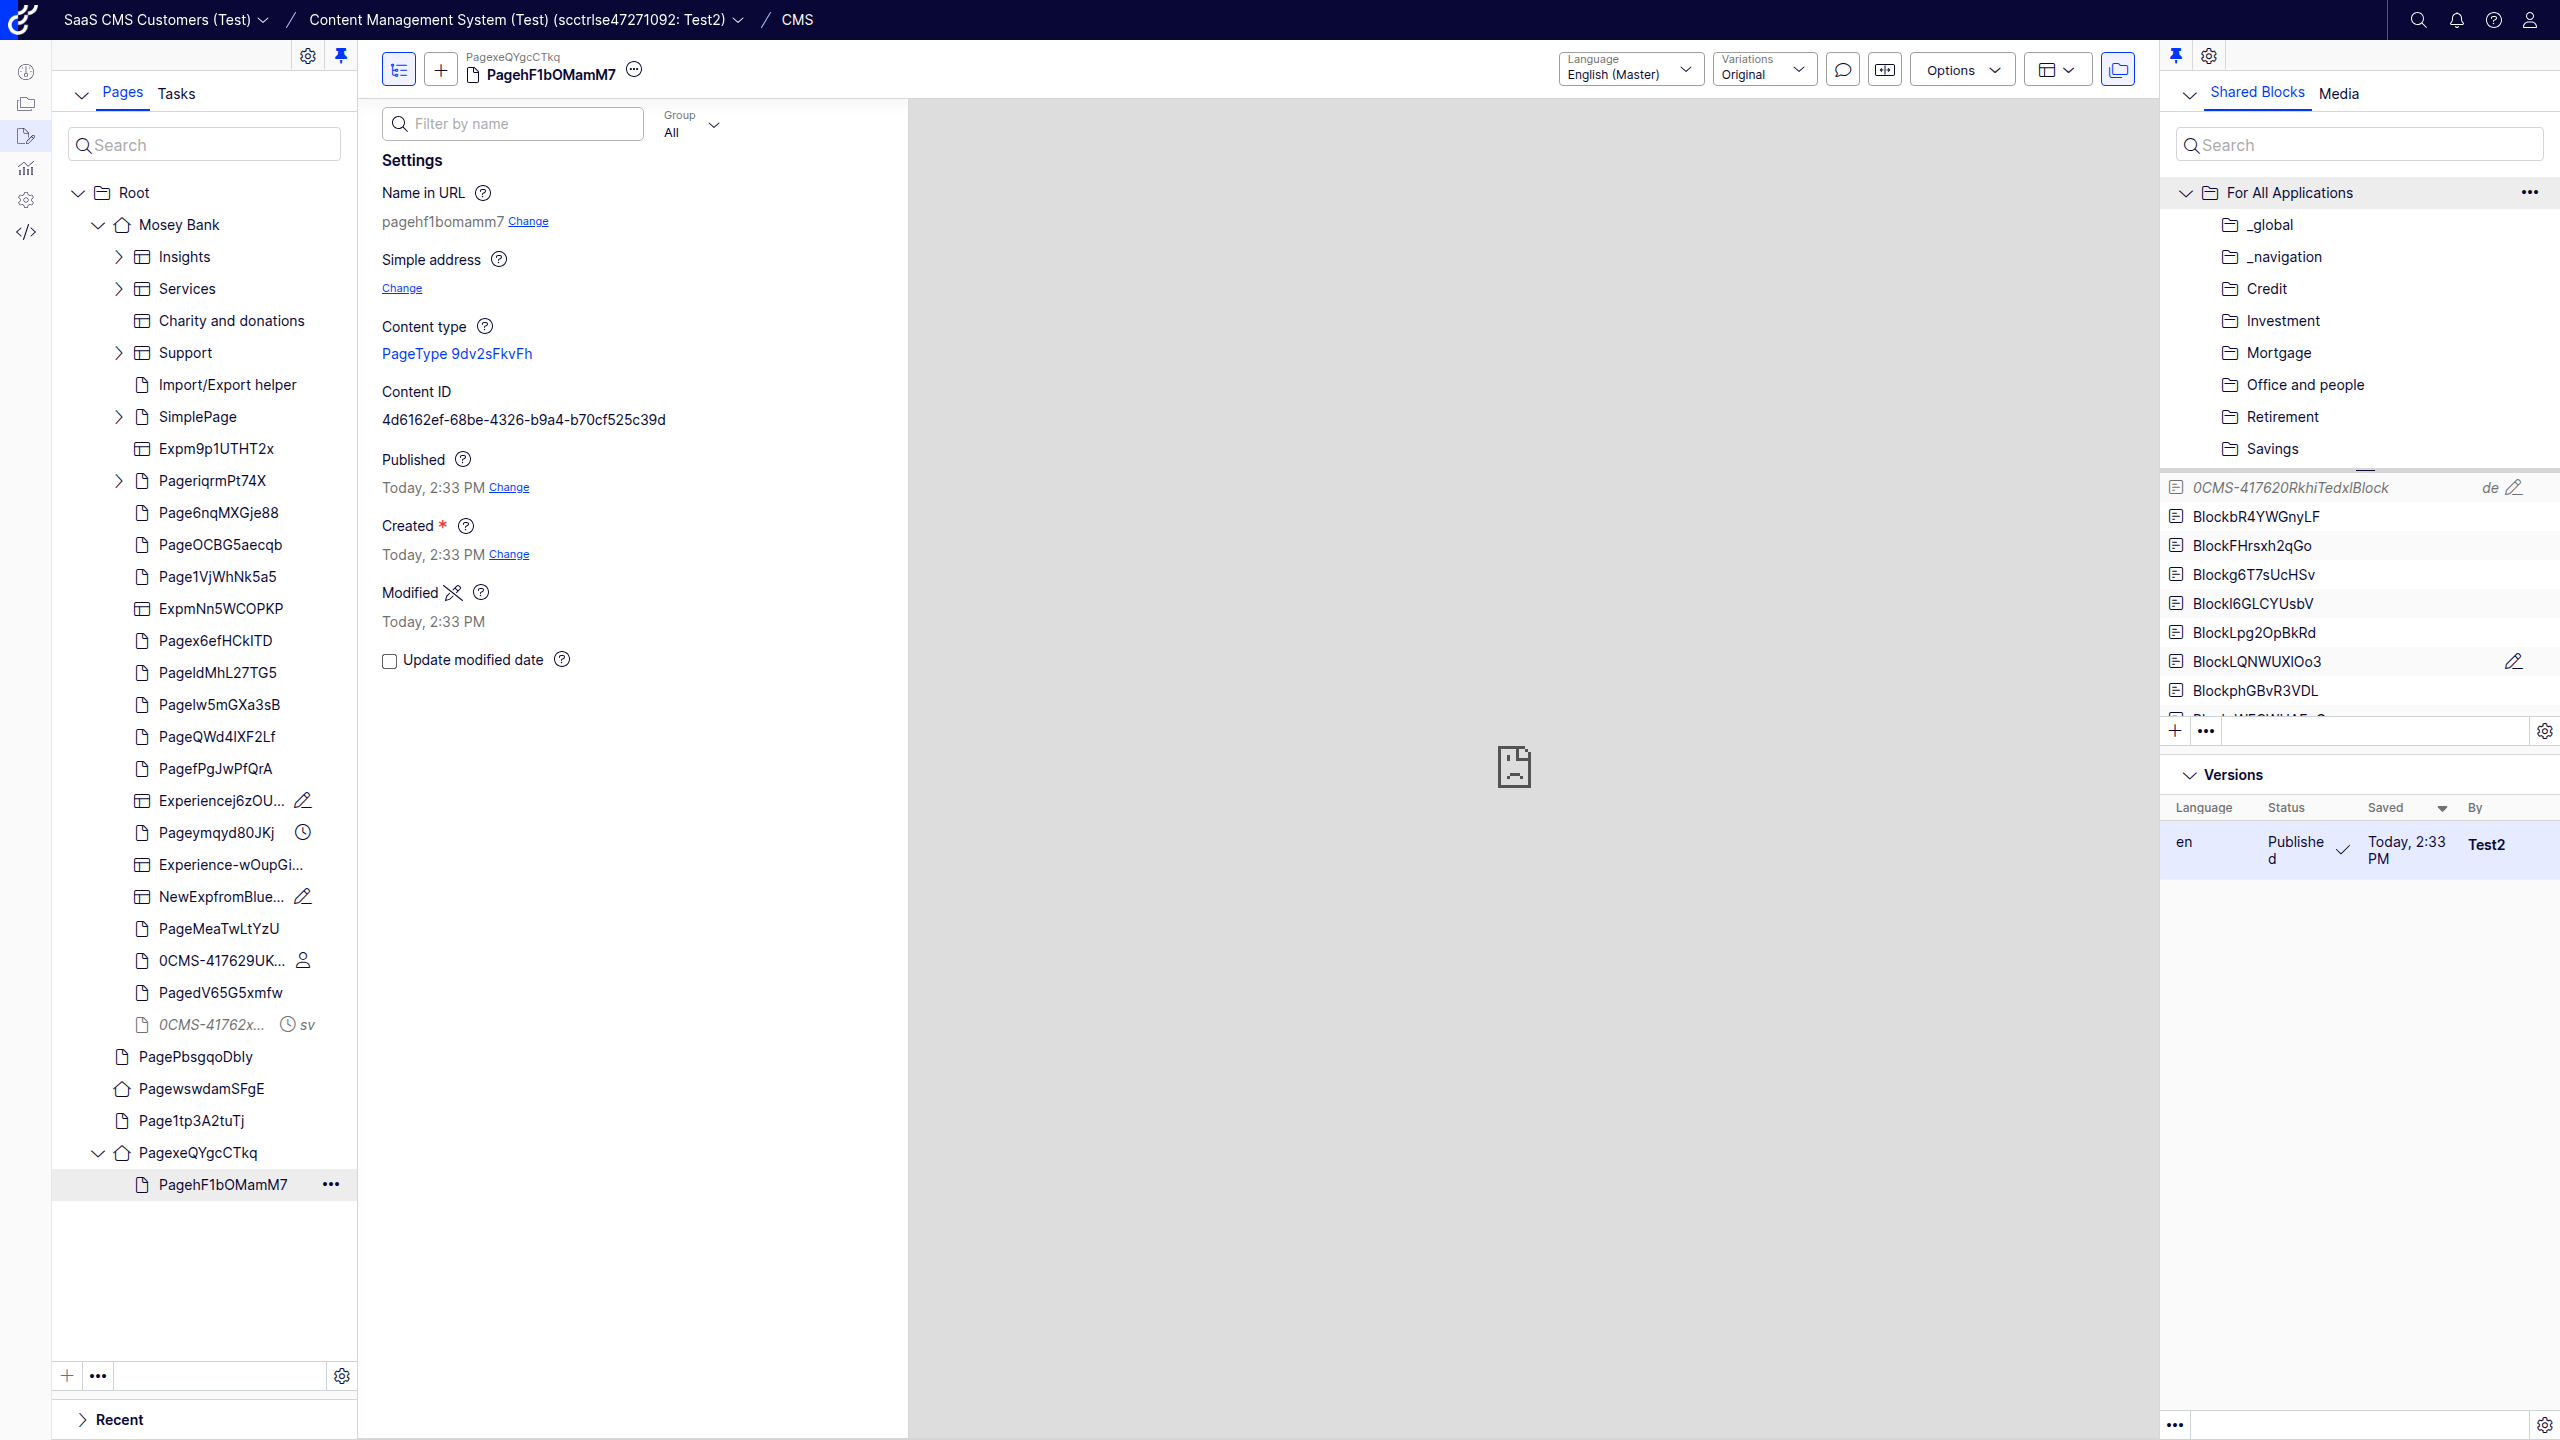 SaaS CMS Customers (Test) / Content Management System (Test) (scctrlse47271092: Test2) / CMS
Pages Tasks
Search
Root
Mosey Bank
Insights
Services
Charity and donations
Support
Import/Export helper
SimplePage
Expm9p1UTHT2x
PageriqrmPt74X
Page6nqMXGje88
PageOCBG5aecqb
Page1VjWhNk5a5
ExpmNn5WCOPKP
Pagex6efHCkITD
PageldMhL27TG5
PageIw5mGXa3sB
PageQWd4IXF2Lf
PagefPgJwPfQrA
Experiencej6zOU...
Pageymqyd80JKj
Experience-wOupGi...
NewExpfromBlue...
PageMeaTwLtYzU
0CMS-417629UK...
PagedV65G5xmfw
0CMS-41762x... sv
PagePbsgqoDbly
PagewswdamSFgE
Page1tp3A2tuTj
PagexeQYgcCTkq
PagehF1bOMamM7
Recent
PagexeQYgcCTkq
PagehF1bOMamM7
Language
English (Master)
Variations
Original
Options
Filter by name
Group
All
Settings
Name in URL
pagehf1bomamm7 Change
Simple address
Change
Content type
PageType 9dv2sFkvFh
Content ID
4d6162ef-68be-4326-b9a4-b70cf525c39d
Published
Today, 2:33 PM Change
Created *
Today, 2:33 PM Change
Modified
Today, 2:33 PM
Update modified date
Shared Blocks Media
Search
For All Applications
_global
_navigation
Credit
Investment
Mortgage
Office and people
Retirement
Savings
0CMS-417620RkhiTedxlBlock de
BlockbR4YWGnyLF
BlockFHrsxh2qGo
Blockg6T7sUcHSv
BlockI6GLCYUsbV
BlockLpg2OpBkRd
BlockLQNWUXlOo3
BlockphGBvR3VDL
Versions
Language Status Saved By
en Published Today, 2:33 PM Test2